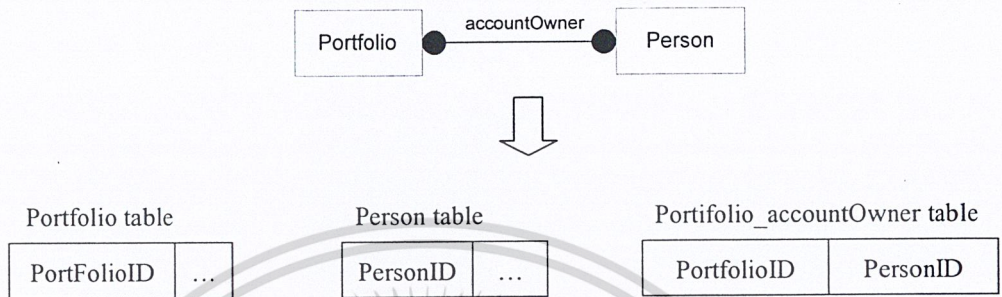 accountOwner
Portfolio Person
Portfolio table Person table Portifolio_accountOwner table
PortFolioID ... PersonID ... PortfolioID PersonID